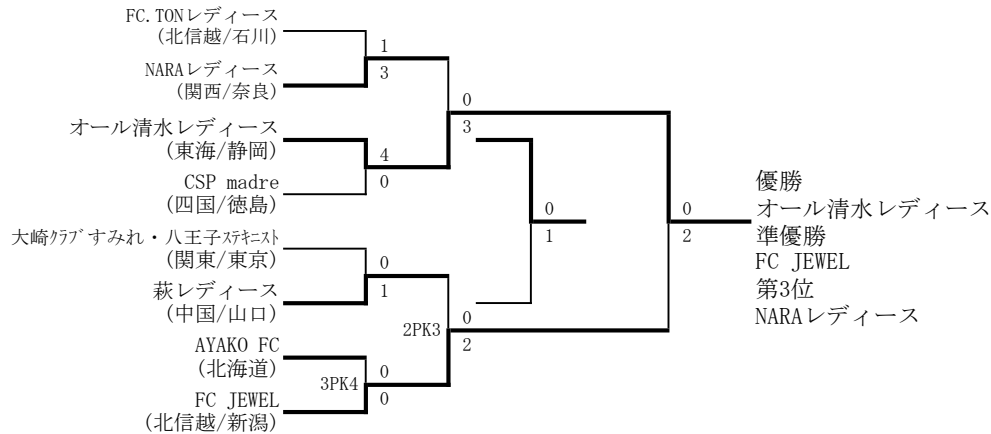 FC.TONレディース
(北信越/石川)
1
3
NARAレディース
(関西/奈良)
0
3
オール清水レディース
(東海/静岡)
4
0
CSP madre
(四国/徳島)
優勝
オール清水レディース
準優勝
FC JEWEL
第3位
NARAレディース
0
1
0
2
大崎クラブすみれ・八王子ステキニスト
(関東/東京)
0
1
萩レディース
(中国/山口)
2PK3
0
2
AYAKO FC
(北海道)
3PK4
0
0
FC JEWEL
(北信越/新潟)